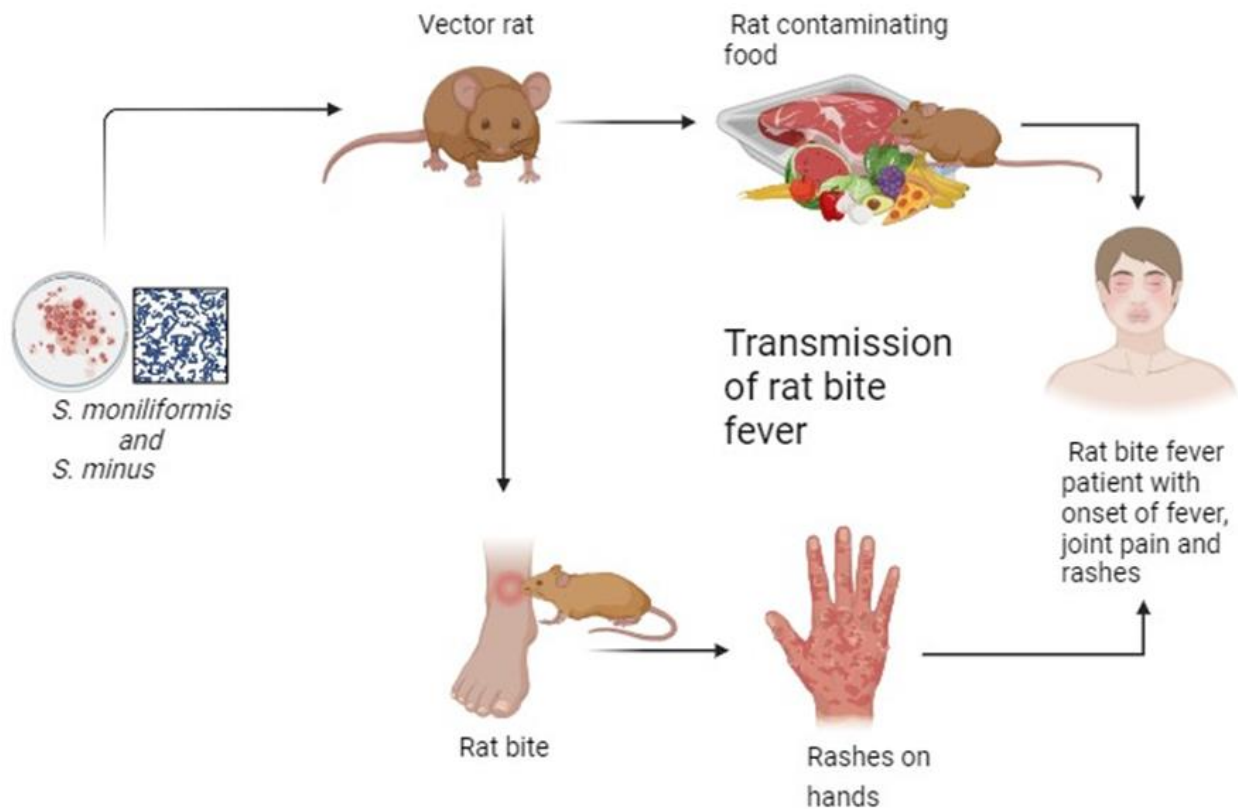 Vector rat
Rat contaminating
food
S. moniliformis
and
S. minus
Transmission
of rat bite
fever
Rat bite fever
patient with
onset of fever,
joint pain and
rashes
Rat bite
Rashes on
hands